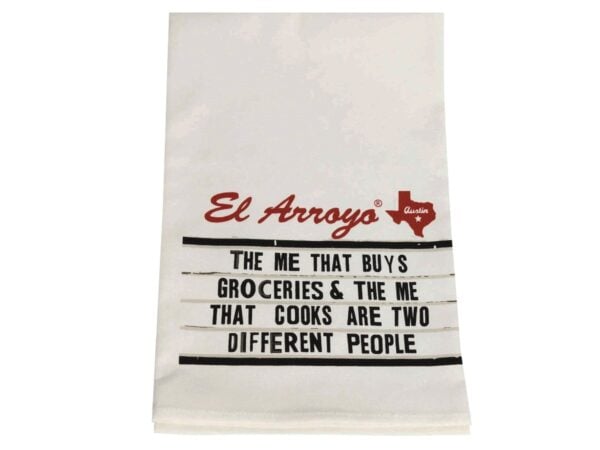 El Arroyo®
Austin
THE ME THAT BUYS
GROCERIES & THE ME
THAT COOKS ARE TWO
DIFFERENT PEOPLE